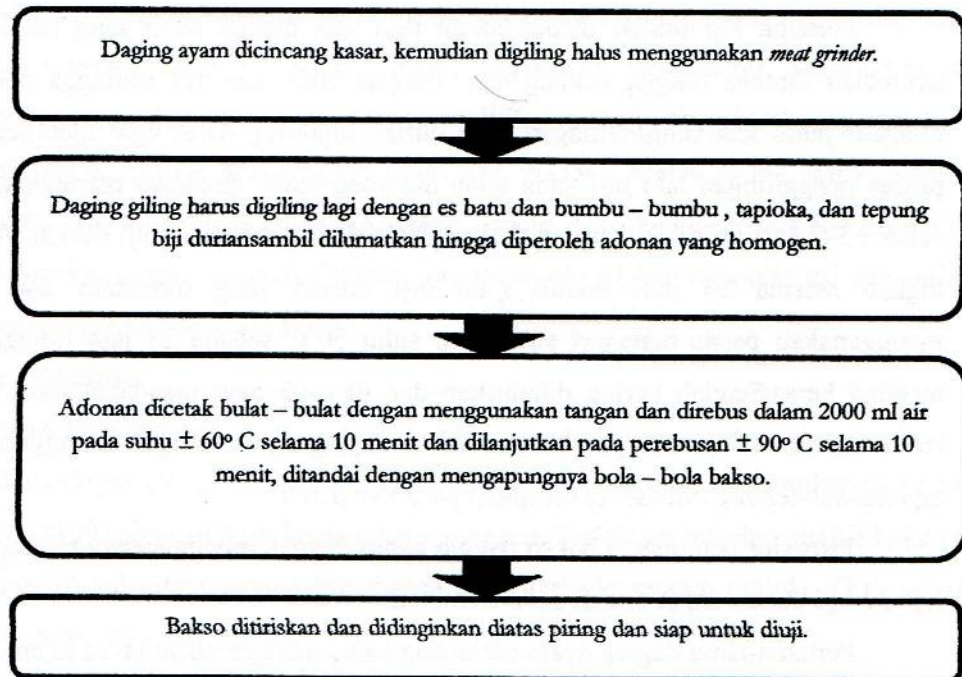 Daging ayam dicincang kasar, kemudian digiling halus menggunakan meat grinder.
Daging giling harus digiling lagi dengan es batu dan bumbu – bumbu , tapioka, dan tepung
biji duriansambil dilumatkan hingga diperoleh adonan yang homogen.
Adonan dicetak bulat – bulat dengan menggunakan tangan dan direbus dalam 2000 ml air
pada suhu ± 60º C selama 10 menit dan dilanjutkan pada perebusan ± 90º C selama 10
menit, ditandai dengan mengapungnya bola – bola bakso.
Bakso ditiriskan dan didinginkan diatas piring dan siap untuk diuji.